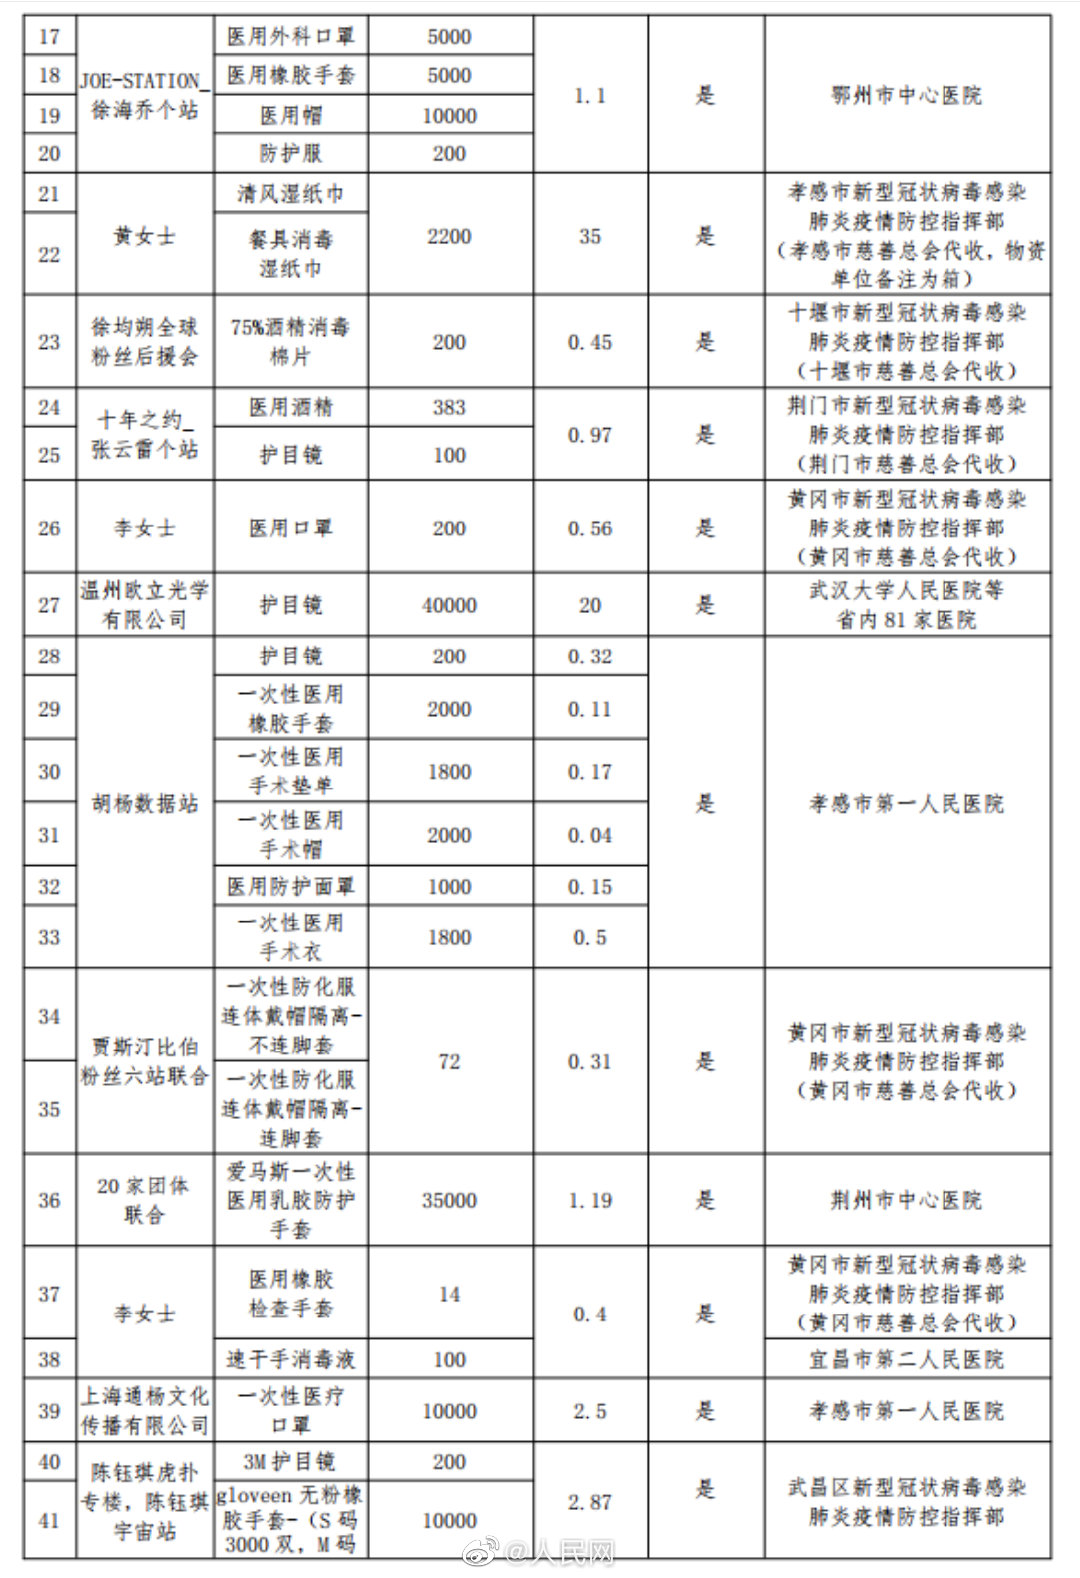 17
医用外科口罩
5000
18
医用橡胶手套
5000
19
医用帽
10000
20
防护服
200
JOE-STATION_
徐海乔个站
1.1
是
鄂州市中心医院
21
清风湿纸巾
22
餐具消毒
湿纸巾
黄女士
2200
35
是
孝感市新型冠状病毒感染
肺炎疫情防控指挥部
（孝感市慈善总会代收，物资
单位备注为箱）
23
徐均朔全球
粉丝后援会
75%酒精消毒
棉片
200
0.45
是
十堰市新型冠状病毒感染
肺炎疫情防控指挥部
（十堰市慈善总会代收）
24
医用酒精
383
25
护目镜
100
十年之约_
张云雷个站
0.97
是
荆门市新型冠状病毒感染
肺炎疫情防控指挥部
（荆门市慈善总会代收）
26
李女士
医用口罩
200
0.56
是
黄冈市新型冠状病毒感染
肺炎疫情防控指挥部
（黄冈市慈善总会代收）
27
温州欧立光学
有限公司
护目镜
40000
20
是
武汉大学人民医院等
省内81家医院
28
护目镜
200
0.32
29
一次性医用
橡胶手套
2000
0.11
30
一次性医用
手术垫单
1800
0.17
31
一次性医用
手术帽
2000
0.04
32
医用防护面罩
1000
0.15
33
一次性医用
手术衣
1800
0.5
胡杨数据站
是
孝感市第一人民医院
34
一次性防化服
连体戴帽隔离-
不连脚套
35
一次性防化服
连体戴帽隔离-
连脚套
贾斯汀比伯
粉丝六站联合
72
0.31
是
黄冈市新型冠状病毒感染
肺炎疫情防控指挥部
（黄冈市慈善总会代收）
36
20家团体
联合
爱马斯一次性
医用乳胶防护
手套
35000
1.19
是
荆州市中心医院
37
医用橡胶
检查手套
14
38
速干手消毒液
100
李女士
0.4
是
黄冈市新型冠状病毒感染
肺炎疫情防控指挥部
（黄冈市慈善总会代收）
宜昌市第二人民医院
39
上海通杨文化
传播有限公司
一次性医疗
口罩
10000
2.5
是
孝感市第一人民医院
40
3M护目镜
200
41
gloveen无粉橡
胶手套-（S码
3000双，M码
10000
陈钰琪虎扑
专楼，陈钰琪
宇宙站
2.87
是
武昌区新型冠状病毒感染
肺炎疫情防控指挥部
@人民网